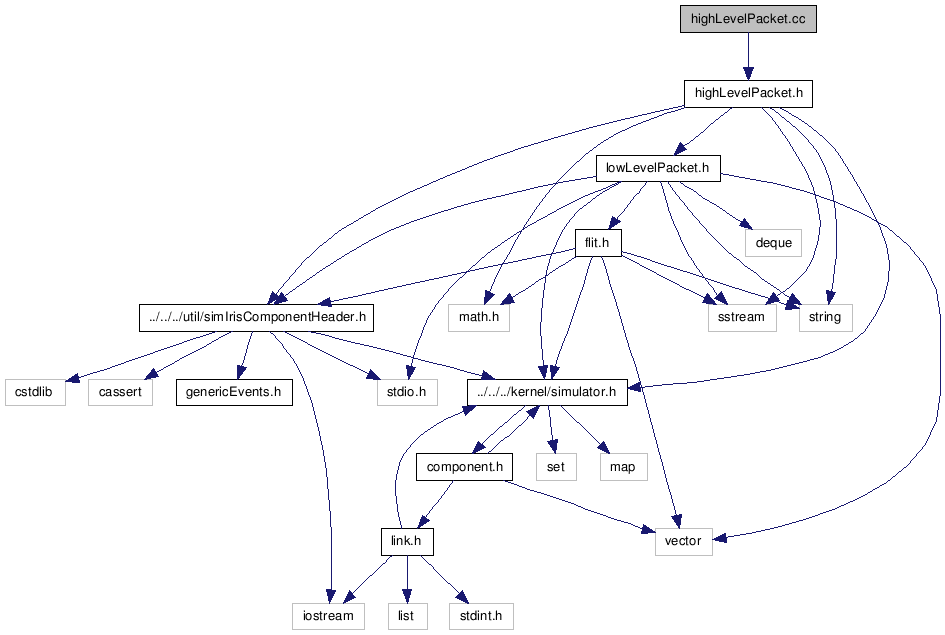 highLevelPacket.cc
highLevelPacket.h
lowLevelPacket.h
flit.h
deque
../../../util/simIrisComponentHeader.h
math.h
sstream
string
cstdlib
cassert
genericEvents.h
stdio.h
../../../kernel/simulator.h
component.h
set
map
link.h
vector
iostream
list
stdint.h